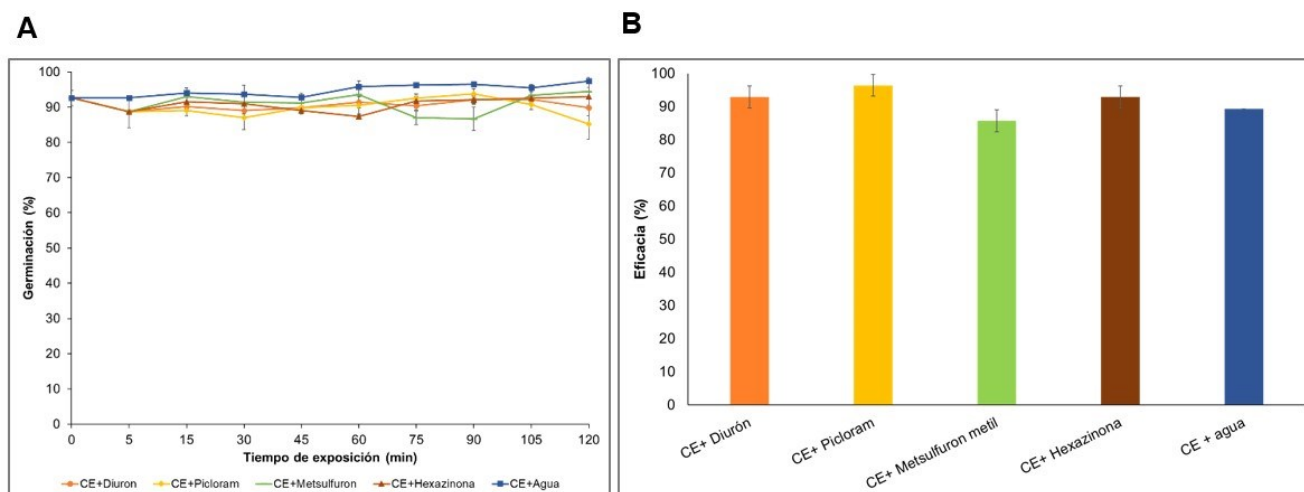 A
100
90
80
70
60
50
40
30
20
10
0
Germinación (%)
0 5 15 30 45 60 75 90 105 120
Tiempo de exposición (min)
CE+Diuron CE+Picloram CE+Metsulfuron CE+Hexazinona CE+Agua
B
100
90
80
70
60
50
40
30
20
10
0
Eficacia (%)
CE+ Diurón
CE+ Picloram
CE+ Metsulfuron metil
CE+ Hexazinona
CE + agua